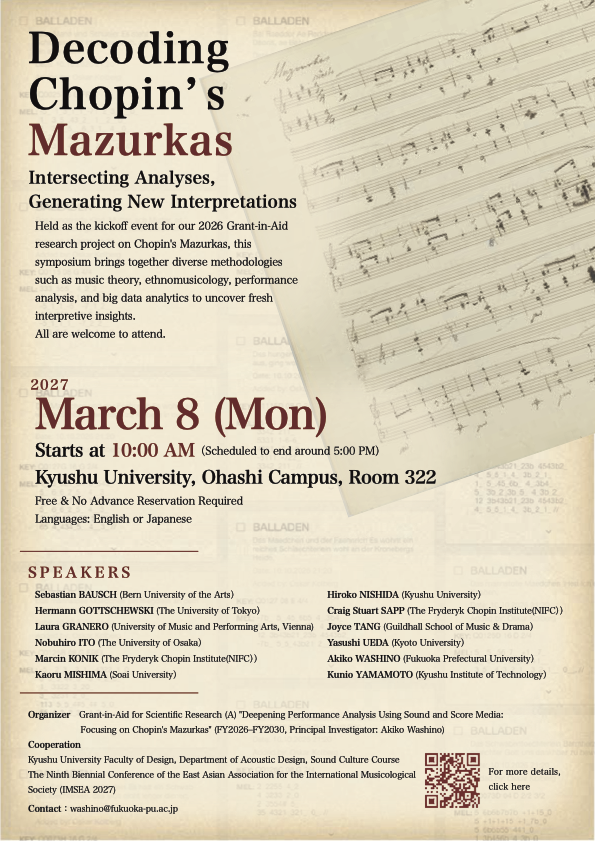 Decoding
Chopin's
Mazurkas
Intersecting Analyses,
Generating New Interpretations
Held as the kickoff event for our 2026 Grant-in-Aid
research project on Chopin's Mazurkas, this
symposium brings together diverse methodologies
such as music theory, ethnomusicology, performance
analysis, and big data analytics to uncover fresh
interpretive insights.
All are welcome to attend.
2027
March 8 (Mon)
Starts at 10:00 AM (Scheduled to end around 5:00 PM)
Kyushu University, Ohashi Campus, Room 322
Free & No Advance Reservation Required
Languages: English or Japanese
SPEAKERS
Sebastian BAUSCH (Bern University of the Arts)
Hermann GOTTSCHEWSKI (The University of Tokyo)
Laura GRANERO (University of Music and Performing Arts, Vienna)
Nobuhiro ITO (The University of Osaka)
Marcin KONIK (The Fryderyk Chopin Institute(NIFC))
Kaoru MISHIMA (Soai University)
Hiroko NISHIDA (Kyushu University)
Craig Stuart SAPP (The Fryderyk Chopin Institute(NIFC))
Joyce TANG (Guildhall School of Music & Drama)
Yasushi UEDA (Kyoto University)
Akiko WASHINO (Fukuoka Prefectural University)
Kunio YAMAMOTO (Kyushu Institute of Technology)
Organizer Grant-in-Aid for Scientific Research (A) "Deepening Performance Analysis Using Sound and Score Media:
Focusing on Chopin's Mazurkas" (FY2026–FY2030, Principal Investigator: Akiko Washino)
Cooperation
Kyushu University Faculty of Design, Department of Acoustic Design, Sound Culture Course
The Ninth Biennial Conference of the East Asian Association for the International Musicological
Society (IMSEA 2027)
Contact : washino@fukuoka-pu.ac.jp
For more details,
click here
Mazurkas
BALLADEN
BALLADEN
BALLADEN
BALLADEN
BALLADEN